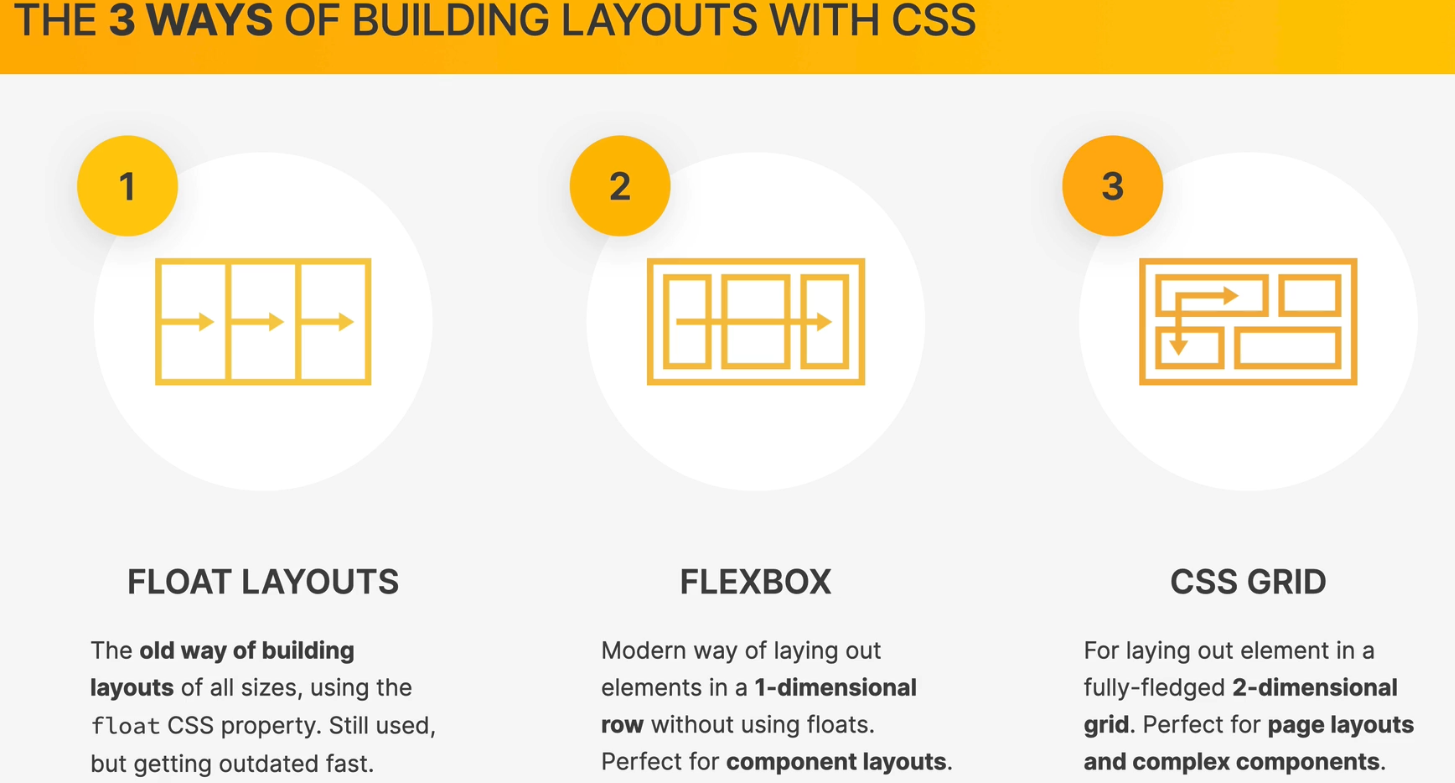 THE 3 WAYS OF BUILDING LAYOUTS WITH CSS
1
2
3
FLOAT LAYOUTS
The old way of building
layouts of all sizes, using the
float CSS property. Still used,
but getting outdated fast.
FLEXBOX
Modern way of laying out
elements in a 1-dimensional
row without using floats.
Perfect for component layouts.
CSS GRID
For laying out element in a
fully-fledged 2-dimensional
grid. Perfect for page layouts
and complex components.